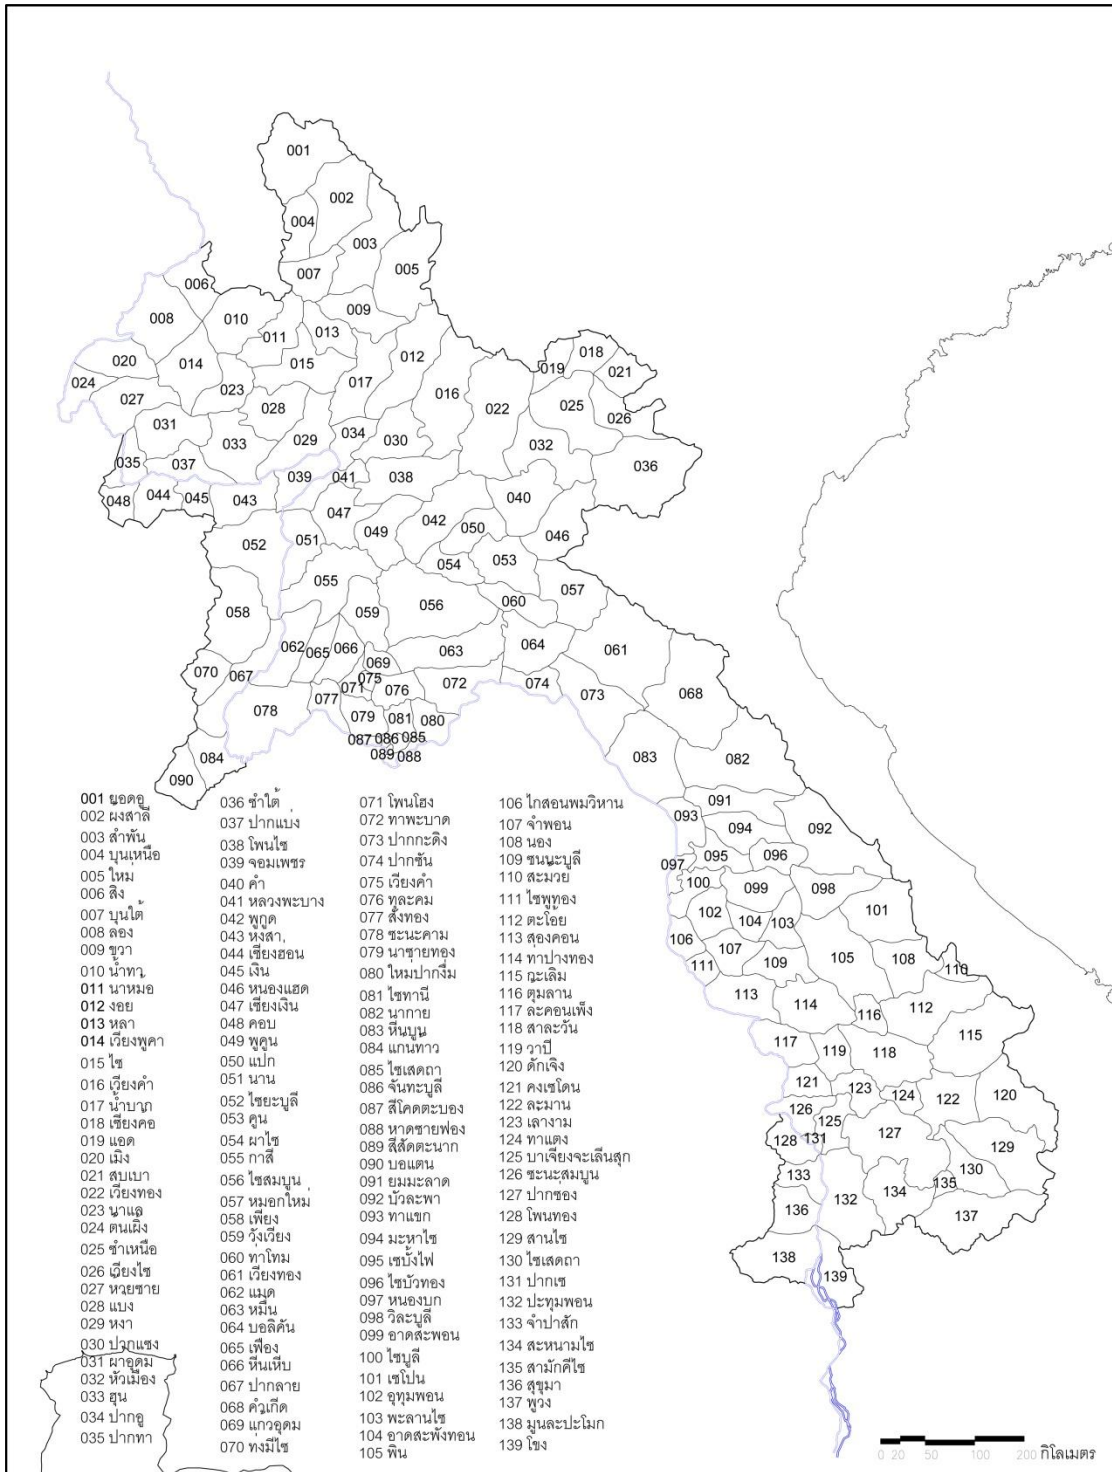 001 ยอดอู
002 ผงสาลี
003 สำพัน
004 บุนเหนือ
005 ใหม่
006 สิง
007 บุนใต้
008 ลอง
009 ขวา
010 น้ำทา
011 นาหม้อ
012 งอย
013 หลา
014 เวียงพูคา
015 ไซ
016 เวียงคำ
017 น้ำบาก
018 เชียงค้อ
019 แอด
020 เมิง
021 สบเบา
022 เวียงทอง
023 นาแล
024 ต้นเผิ้ง
025 ซำเหนือ
026 เวียงไซ
027 ห้วยซาย
028 แบง
029 หงา
030 ปากแซง
031 ผาอุดม
032 หัวเมือง
033 ฮุน
034 ปากอู
035 ปากทา
036 ซำใต้
037 ปากแบ่ง
038 โพนไซ
039 จอมเพชร
040 คำ
041 หลวงพะบาง
042 พูกูด
043 หงสา,
044 เชียงฮอน
045 เงิน
046 หนองแฮด
047 เชียงเงิน
048 คอบ
049 พูคูน
050 แปก
051 นาน
052 ไชยะบูลี
053 คูน
054 ผาไซ
055 กาสี
056 ไซสมบูน
057 หมอกใหม่
058 เพียง
059 วังเวียง
060 ท่าโทม
061 เวียงทอง
062 แมด
063 หมื่น
064 บอลิคัน
065 เฟือง
066 หินเหีบ
067 ปากลาย
068 คำเกีด
069 แก้วอุดม
070 ท่งมีไซ
071 โพนโฮง
072 ทาพะบาด
073 ปากกะดิง
074 ปากซัน
075 เวียงคำ
076 ทุละคม
077 สังทอง
078 ซะนะคาม
079 นาซายทอง
080 ใหม่ปากงึ่ม
081 ไซทานี
082 นากาย
083 หีนบูน
084 แกนท้าว
085 ไซเสดถา
086 จันทะบูลี
087 สีโคดตะบอง
088 หาดซายฟอง
089 สีสัดตะนาก
090 บอแตน
091 ยมมะลาด
092 บัวละพา
093 ทาแขก
094 มะหาไซ
095 เซบั้งไฟ
096 ไซบัวทอง
097 หนองบก
098 วิละบูลี
099 อาดสะพอน
100 ไซบูลี
101 เซโปน
102 อุทุมพอน
103 พะลานไซ
104 อาดสะพังทอน
105 พิน
106 ไกสอนพมวิหาน
107 จำพอน
108 นอง
109 ซนนะบูลี
110 สะม้วย
111 ไซพูทอง
112 ตะโอ้ย
113 สองคอน
114 ท่าปางทอง
115 กะเลิม
116 ตุมลาน
117 ละคอนเพ็ง
118 สาละวัน
119 วาปี
120 ดักเจิง
121 คงเซโดน
122 ละมาน
123 เลางาม
124 ทาแตง
125 บาเจียงจะเลีนสุก
126 ซะนะสมบูน
127 ปากซอง
128 โพนทอง
129 สานไซ
130 ไซเสดถา
131 ปากเซ
132 ปะทุมพอน
133 จำปาสัก
134 สะหนามไซ
135 สามักคีไซ
136 สุขุมา
137 พูวง
138 มูนละปะโมก
139 โขง
0 20 50 100 200 กิโลเมตร